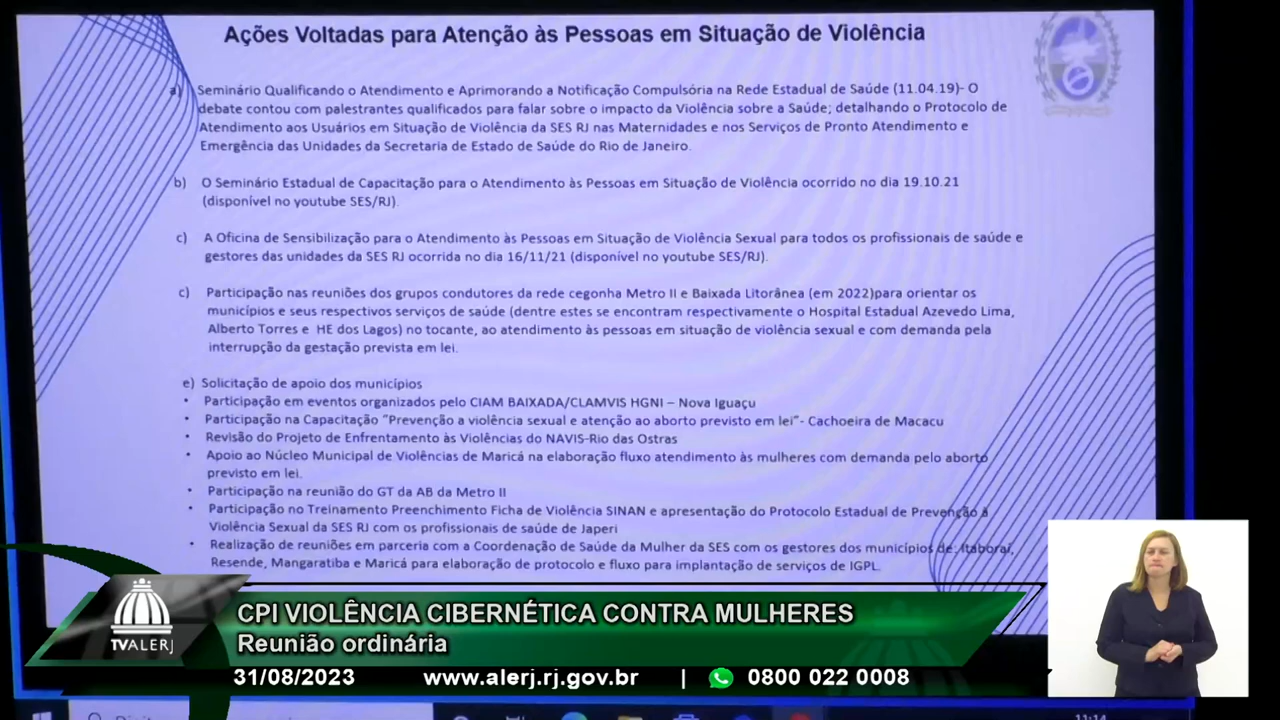 Ações Voltadas para Atenção às Pessoas em Situação de Violência
a) Seminário Qualificando o Atendimento e Aprimorando a Notificação Compulsória na Rede Estadual de Saúde (11.04.19)- O
debate contou com palestrantes qualificados para falar sobre o impacto da Violência sobre a Saúde; detalhando o Protocolo de
Atendimento aos Usuários em Situação de Violência da SES RJ nas Maternidades e nos Serviços de Pronto Atendimento e
Emergência das Unidades da Secretaria de Estado de Saúde do Rio de Janeiro.
b) O Seminário Estadual de Capacitação para o Atendimento às Pessoas em Situação de Violência ocorrido no dia 19.10.21
(disponível no youtube SES/RJ).
c) A Oficina de Sensibilização para o Atendimento às Pessoas em Situação de Violência Sexual para todos os profissionais de saúde e
gestores das unidades da SES RJ ocorrida no dia 16/11/21 (disponível no youtube SES/RJ).
c) Participação nas reuniões dos grupos condutores da rede cegonha Metro II e Baixada Litorânea (em 2022)para orientar os
municípios e seus respectivos serviços de saúde (dentre estes se encontram respectivamente o Hospital Estadual Azevedo Lima,
Alberto Torres e HE dos Lagos) no tocante, ao atendimento às pessoas em situação de violência sexual e com demanda pela
interrupção da gestação prevista em lei.
e) Solicitação de apoio dos municípios
• Participação em eventos organizados pelo CIAM BAIXADA/CLAMVIS HGNI – Nova Iguaçu
• Participação na Capacitação “Prevenção a violência sexual e atenção ao aborto previsto em lei”- Cachoeira de Macacu
• Revisão do Projeto de Enfrentamento às Violências do NAVIS-Rio das Ostras
• Apoio ao Núcleo Municipal de Violências de Maricá na elaboração fluxo atendimento às mulheres com demanda pelo aborto
previsto em lei.
• Participação na reunião do GT da AB da Metro II
• Participação no Treinamento Preenchimento Ficha de Violência SINAN e apresentação do Protocolo Estadual de Prevenção à
Violência Sexual da SES RJ com os profissionais de saúde de Japeri
• Realização de reuniões em parceria com a Coordenação de Saúde da Mulher da SES com os gestores dos municípios de: Itaboraí,
Resende, Mangaratiba e Maricá para elaboração de protocolo e fluxo para implantação de serviços de IGPL.
CPI VIOLÊNCIA CIBERNÉTICA CONTRA MULHERES
Reunião ordinária
TVALERJ
31/08/2023 www.alerj.rj.gov.br | 0800 022 0008
11:14